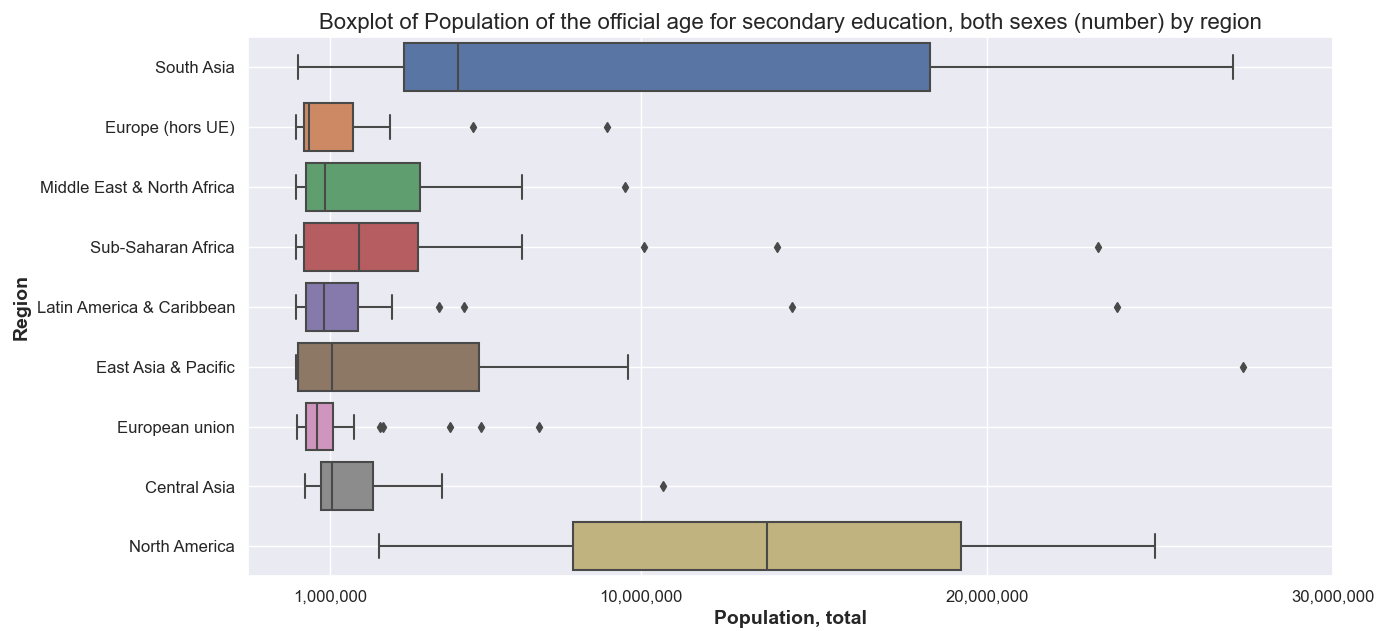 Boxplot of Population of the official age for secondary education, both sexes (number) by region
South Asia
Europe (hors UE)
Middle East & North Africa
Sub-Saharan Africa
Latin America & Caribbean
East Asia & Pacific
European union
Central Asia
North America
Region
1,000,000 10,000,000 20,000,000 30,000,000
Population, total